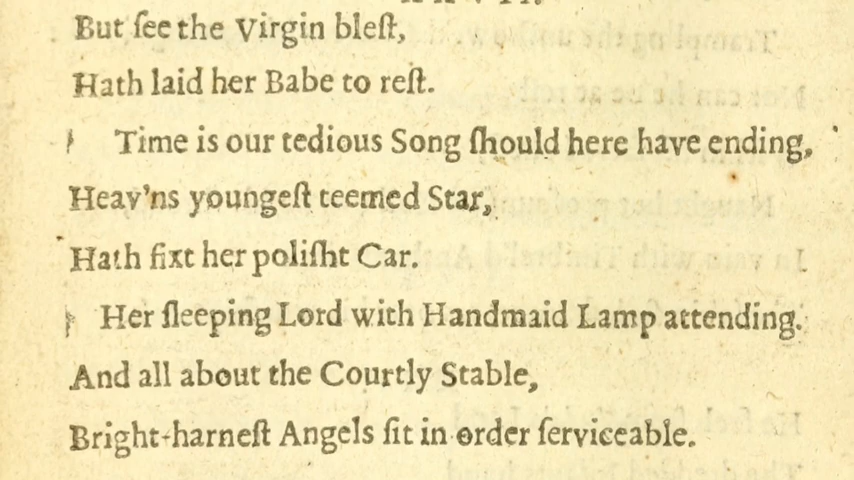 But ſee the Virgin bleſt,
Hath laid her Babe to reſt.
Time is our tedious Song ſhould here have ending,
Heav'ns youngeſt teemed Star,
Hath fixt her poliſht Car.
Her ſleeping Lord with Handmaid Lamp attending.
And all about the Courtly Stable,
Bright-harneſt Angels ſit in order ſerviceable.